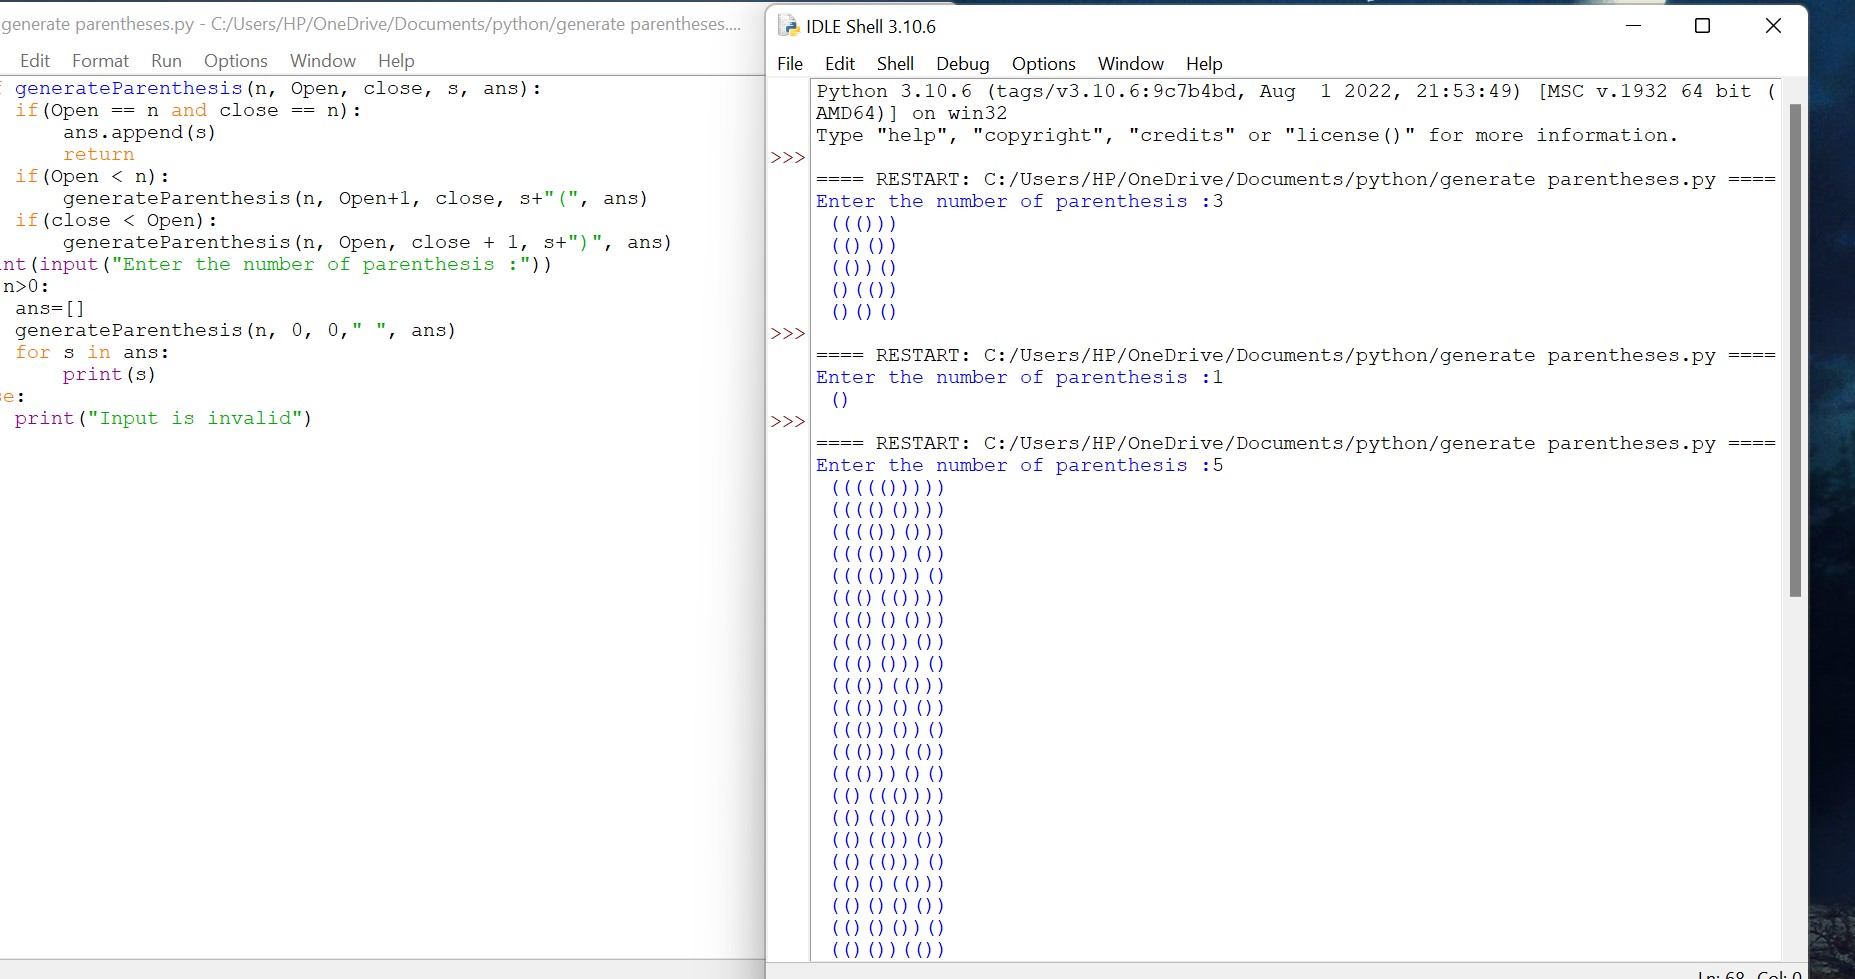 generate parentheses.py - C:/Users/HP/OneDrive/Documents/python/generate parentheses....
Edit Format Run Options Window Help
generateParenthesis(n, Open, close, s, ans):
if(Open == n and close == n):
ans.append(s)
return
if(Open < n):
generateParenthesis(n, Open+1, close, s+"(", ans)
if(close < Open):
generateParenthesis(n, Open, close + 1, s+")", ans)
nt(input("Enter the number of parenthesis :"))
n>0:
ans=[]
generateParenthesis(n, 0, 0," ", ans)
for s in ans:
print(s)
e:
print("Input is invalid")
IDLE Shell 3.10.6
File Edit Shell Debug Options Window Help
Python 3.10.6 (tags/v3.10.6:9c7b4bd, Aug  1 2022, 21:53:49) [MSC v.1932 64 bit (
AMD64)] on win32
Type "help", "copyright", "credits" or "license()" for more information.
>>>
==== RESTART: C:/Users/HP/OneDrive/Documents/python/generate parentheses.py ====
Enter the number of parenthesis :3
((()))
(()())
(())()
()(())
()()()
>>>
==== RESTART: C:/Users/HP/OneDrive/Documents/python/generate parentheses.py ====
Enter the number of parenthesis :1
()
>>>
==== RESTART: C:/Users/HP/OneDrive/Documents/python/generate parentheses.py ====
Enter the number of parenthesis :5
((((()))))
(((()())))
(((())()))
(((()))())
(((())))()
((()(())))
((()()()))
((()())())
((()()))()
((())(()))
((())()())
((())())()
((()))(())
((()))()()
(()((())))
(()(()()))
(()(())())
(()(()))()
(()()(()))
(()()()())
(()()())()
(()())(())
Ln: 68 Col: 0